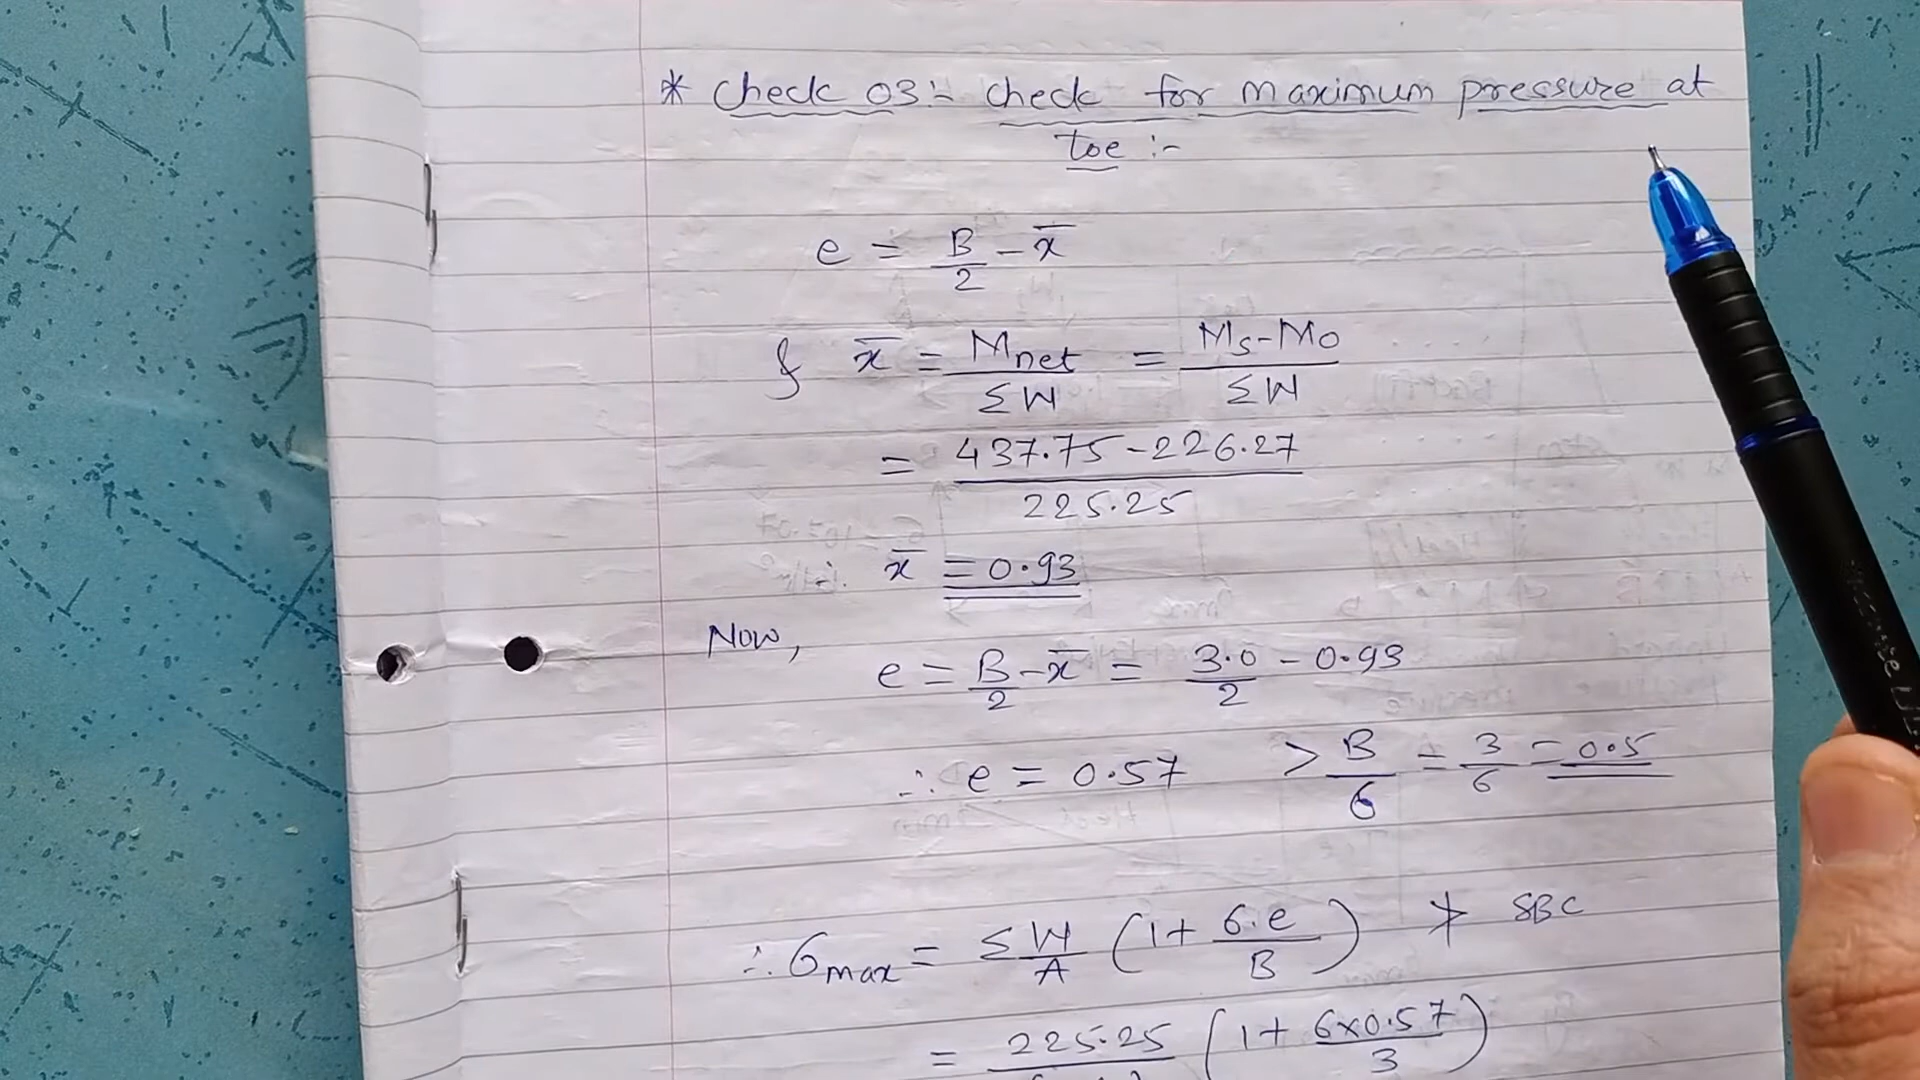 * Check 03:- Check for maximum pressure at
toe :-
e = B/2 - x̄
& x̄ = Mnet/ΣW = Ms-Mo/ΣW
= 437.75-226.27/225.25
x̄ = 0.93
Now,
e = B/2 - x̄ = 3.0/2 - 0.93
∴ e = 0.57 > B/6 = 3/6 = 0.5
∴ σmax = ΣW/A (1+ 6.e/B) ≯ SBC
= 225.25 (1+ 6x0.57/3)